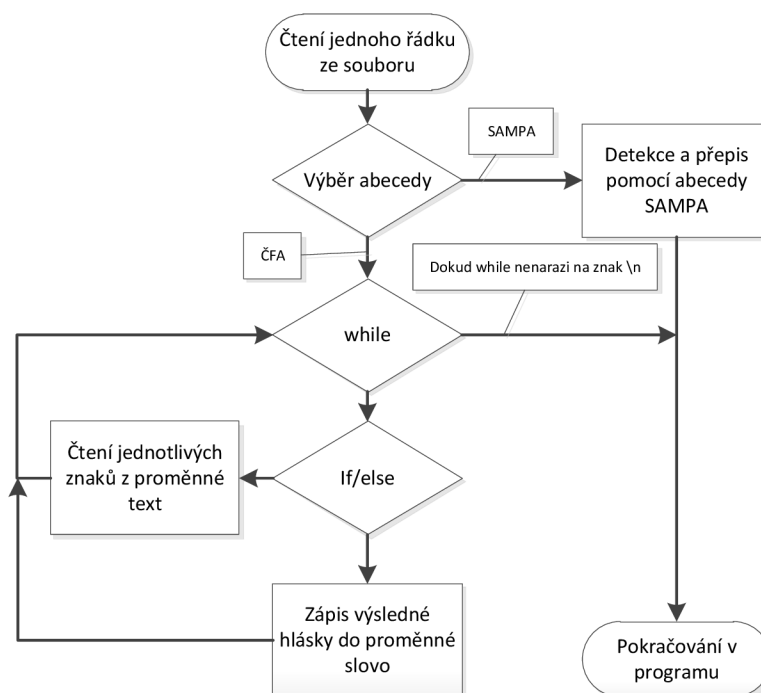 Čtení jednoho řádku
ze souboru
SAMPA
Výběr abecedy
Detekce a přepis
pomocí abecedy
SAMPA
ČFA
Dokud while nenarazi na znak \n
while
Čtení jednotlivých
znaků z proměnné
text
If/else
Zápis výsledné
hlásky do proměnné
slovo
Pokračování v
programu